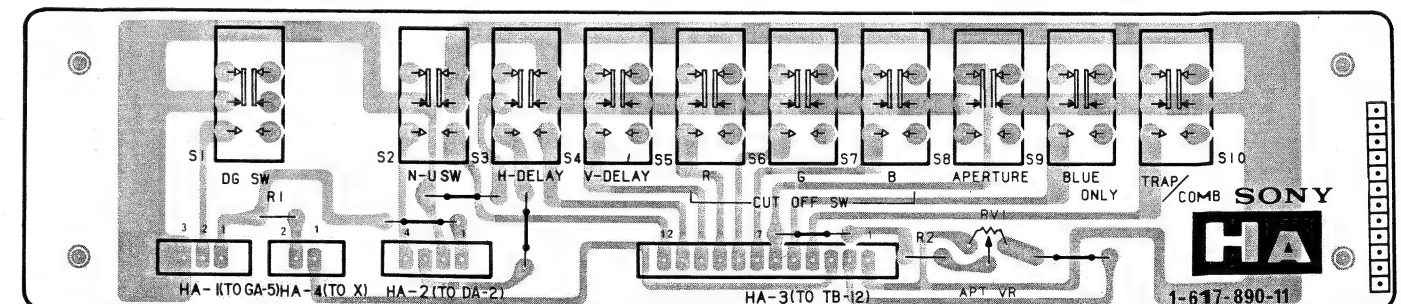 S1 S2 S3 S4 S5 S6 S7 S8 S9 S10
DG SW N-U SW H-DELAY V-DELAY R G B APERTURE BLUE ONLY TRAP/COMB
CUT OFF SW
SONY
HA
R1 R2 RV1
3 2 1 2 1 4 1 12 7 1
HA-1(TO GA-5) HA-4(TO X) HA-2(TO DA-2) HA-3(TO TB-12) APT VR
1-617-890-11